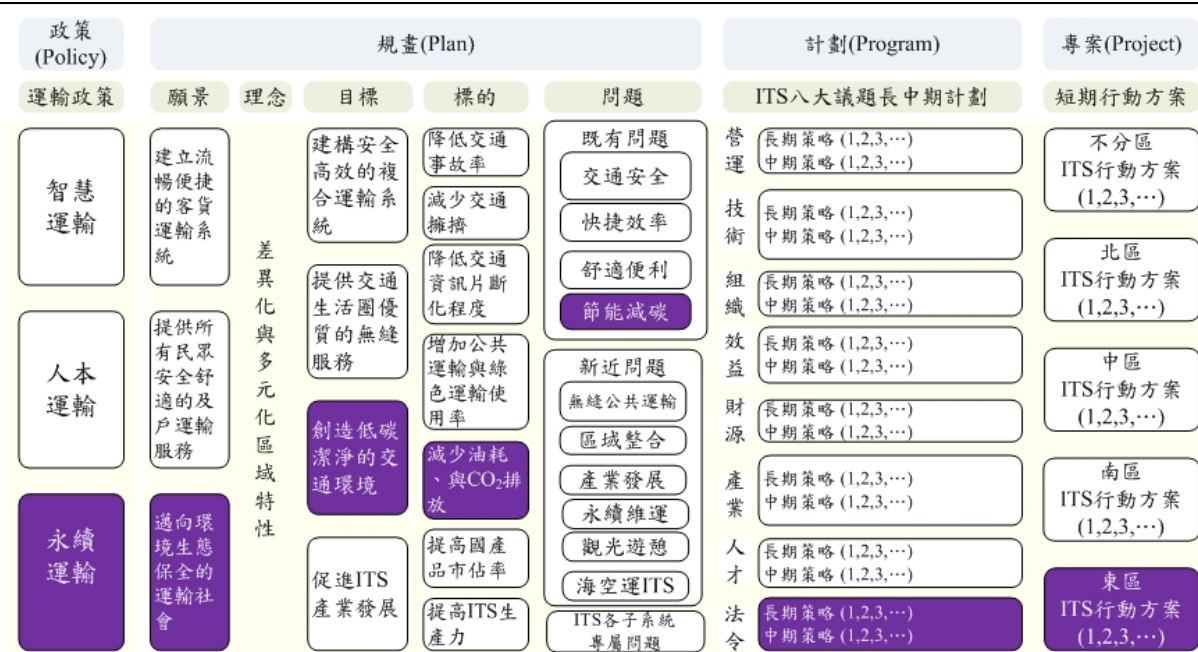 政策
(Policy)
規畫(Plan)
計劃(Program)
專案(Project)
運輸政策
願景
理念
目標
標的
問題
ITS八大議題長中期計劃
短期行動方案
智慧
運輸
人本
運輸
永續
運輸
建立流
暢便捷
的客貨
運輸系
統
提供所
有民眾
安全舒
適的及
戶運輸
服務
邁向環
境生態
保全的
運輸社
會
差異化與多元化區域特性
建構安全
高效的複
合運輸系
統
提供交通
生活圈優
質的無縫
服務
創造低碳
潔淨的交
通環境
促進ITS
產業發展
降低交通
事故率
減少交通
擁擠
降低交通
資訊片斷
化程度
增加公共
運輸與綠
色運輸使
用率
減少油耗
、與CO₂排
放
提高國產
品市佔率
提高ITS生
產力
既有問題
交通安全
快捷效率
舒適便利
節能減碳
新近問題
無縫公共運輸
區域整合
產業發展
永續維運
觀光遊憩
海空運ITS
ITS各子系統
專屬問題
營運
長期策略 (1,2,3,…)
中期策略 (1,2,3,…)
技術
長期策略 (1,2,3,…)
中期策略 (1,2,3,…)
組織
長期策略 (1,2,3,…)
中期策略 (1,2,3,…)
效益
長期策略 (1,2,3,…)
中期策略 (1,2,3,…)
財源
長期策略 (1,2,3,…)
中期策略 (1,2,3,…)
產業
長期策略 (1,2,3,…)
中期策略 (1,2,3,…)
人才
長期策略 (1,2,3,…)
中期策略 (1,2,3,…)
法令
長期策略 (1,2,3,…)
中期策略 (1,2,3,…)
不分區
ITS行動方案
(1,2,3,…)
北區
ITS行動方案
(1,2,3,…)
中區
ITS行動方案
(1,2,3,…)
南區
ITS行動方案
(1,2,3,…)
東區
ITS行動方案
(1,2,3,…)